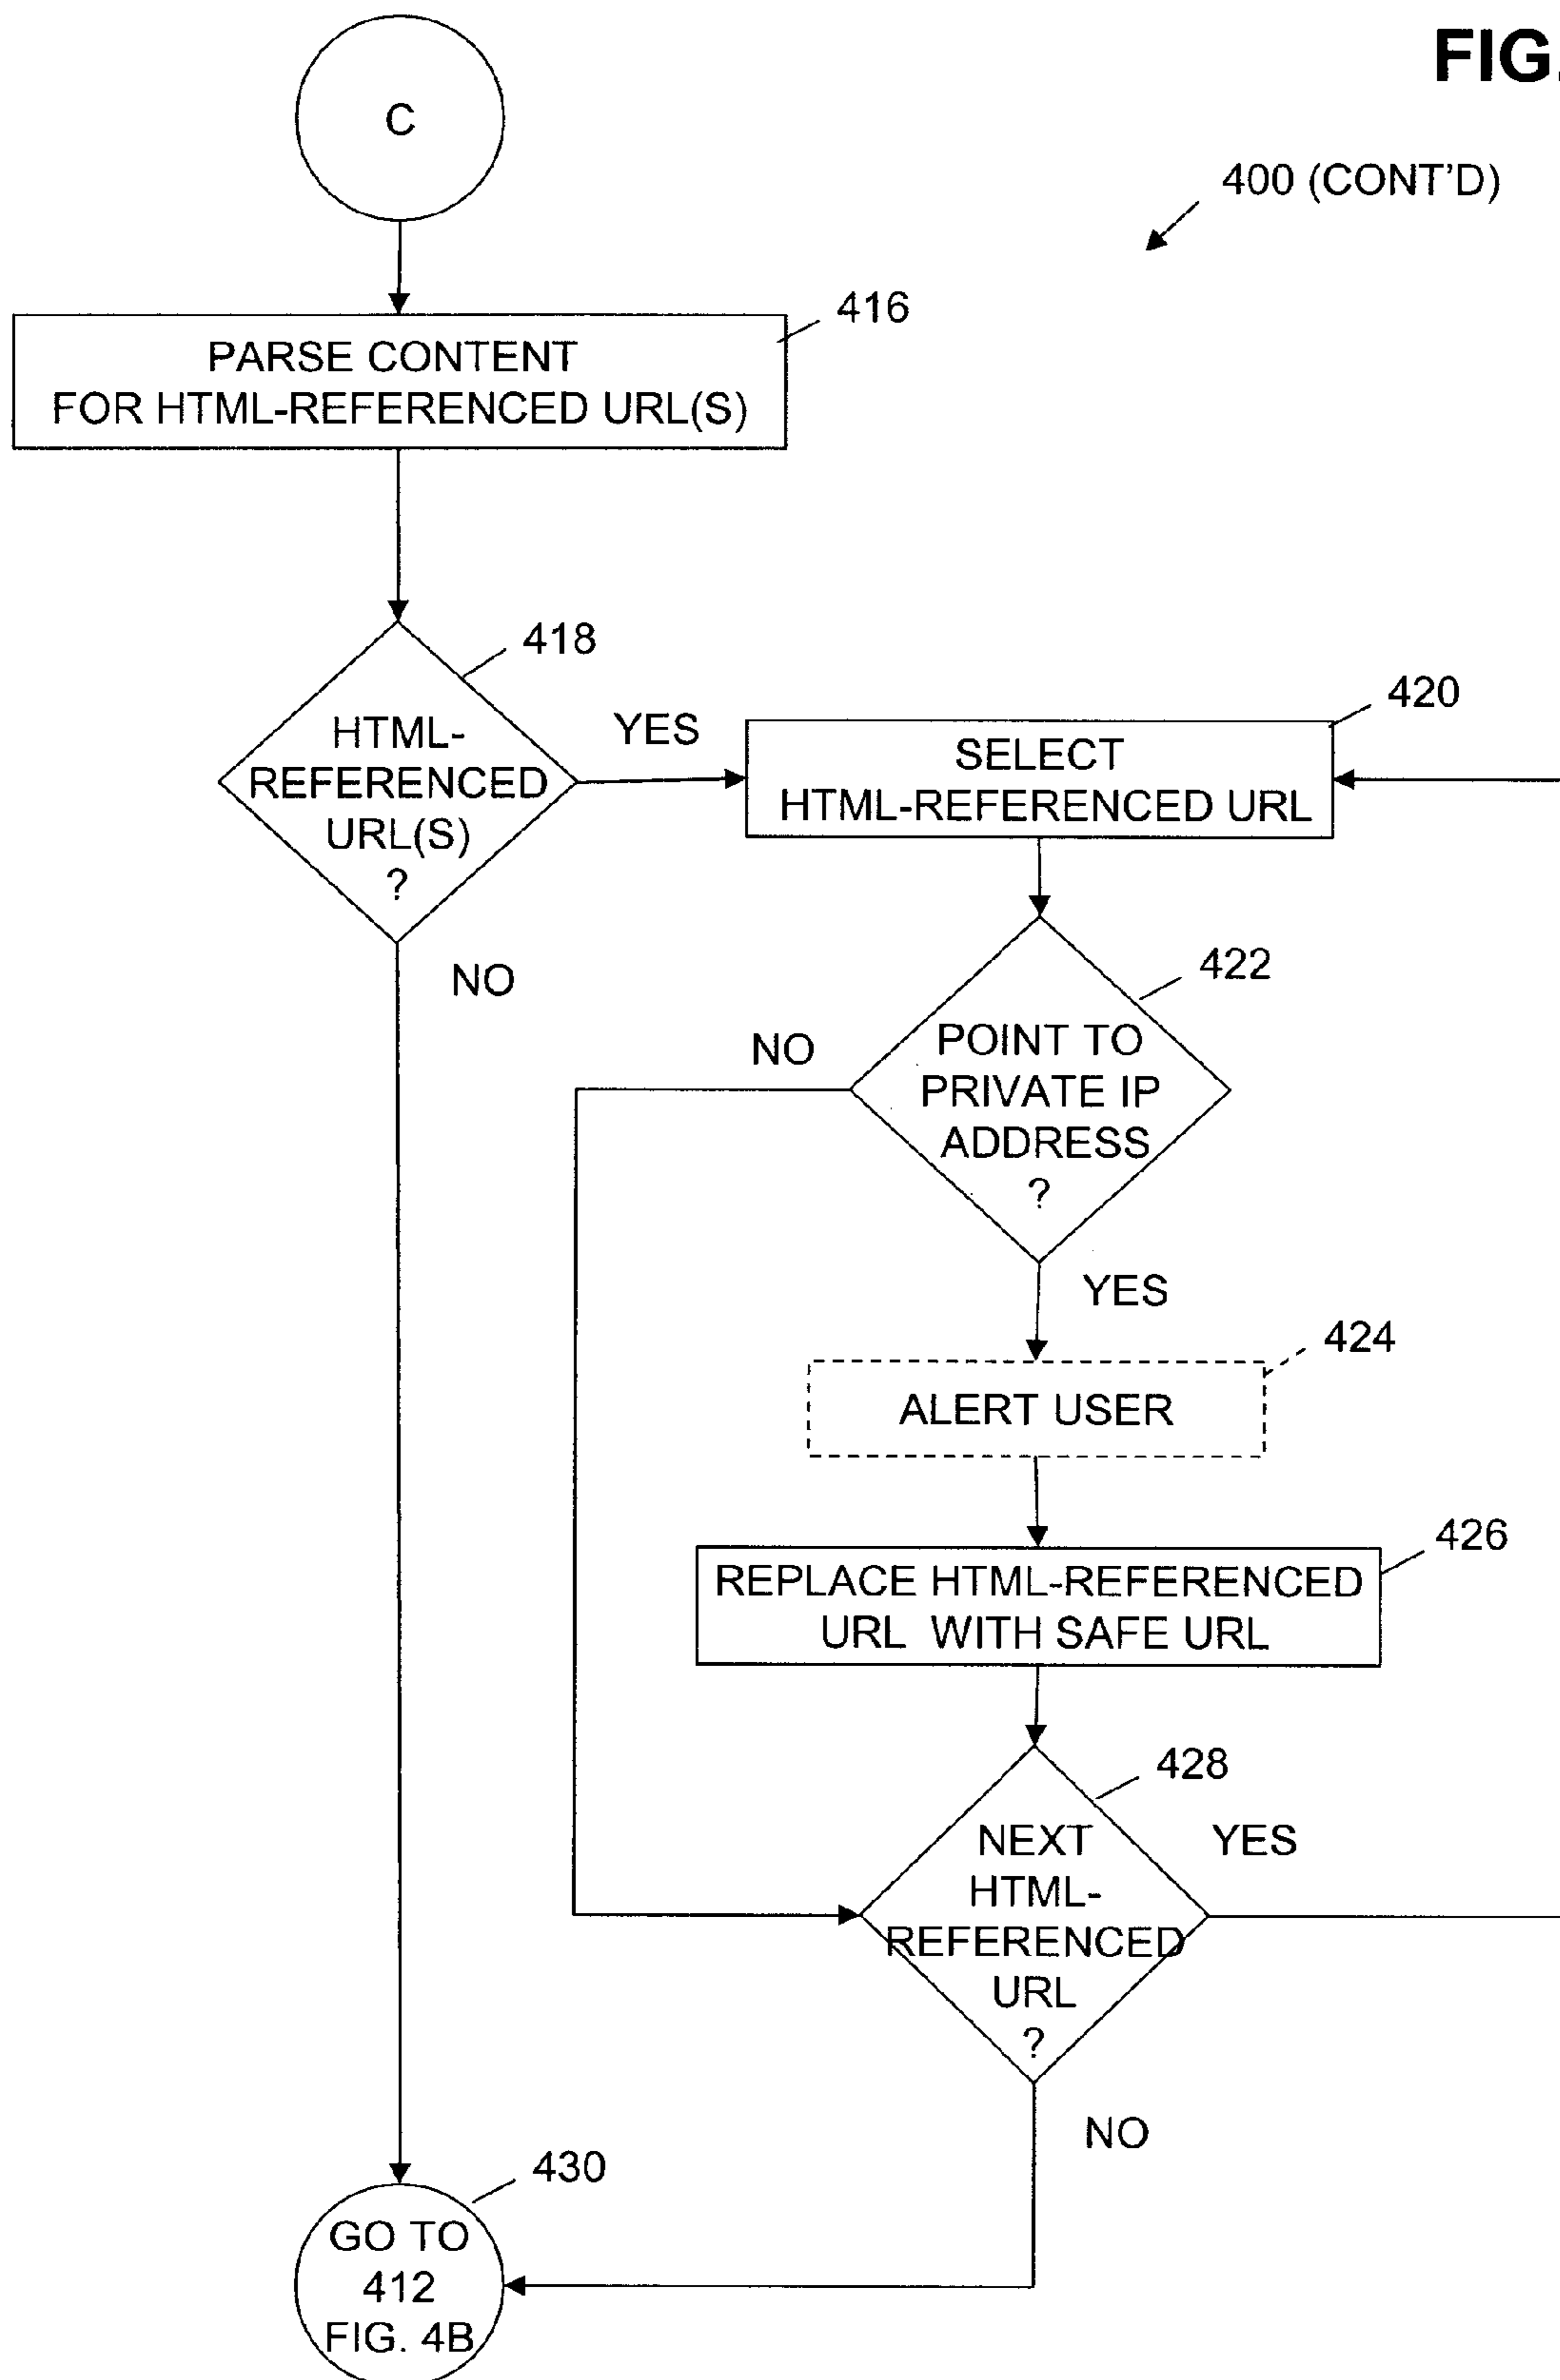 FIG.
C
400 (CONT'D)
416
PARSE CONTENT
FOR HTML-REFERENCED URL(S)
418
HTML-
REFERENCED
URL(S)
?
YES
NO
420
SELECT
HTML-REFERENCED URL
422
POINT TO
PRIVATE IP
ADDRESS
?
NO
YES
424
ALERT USER
426
REPLACE HTML-REFERENCED
URL WITH SAFE URL
428
NEXT
HTML-
REFERENCED
URL
?
YES
NO
430
GO TO
412
FIG. 4B